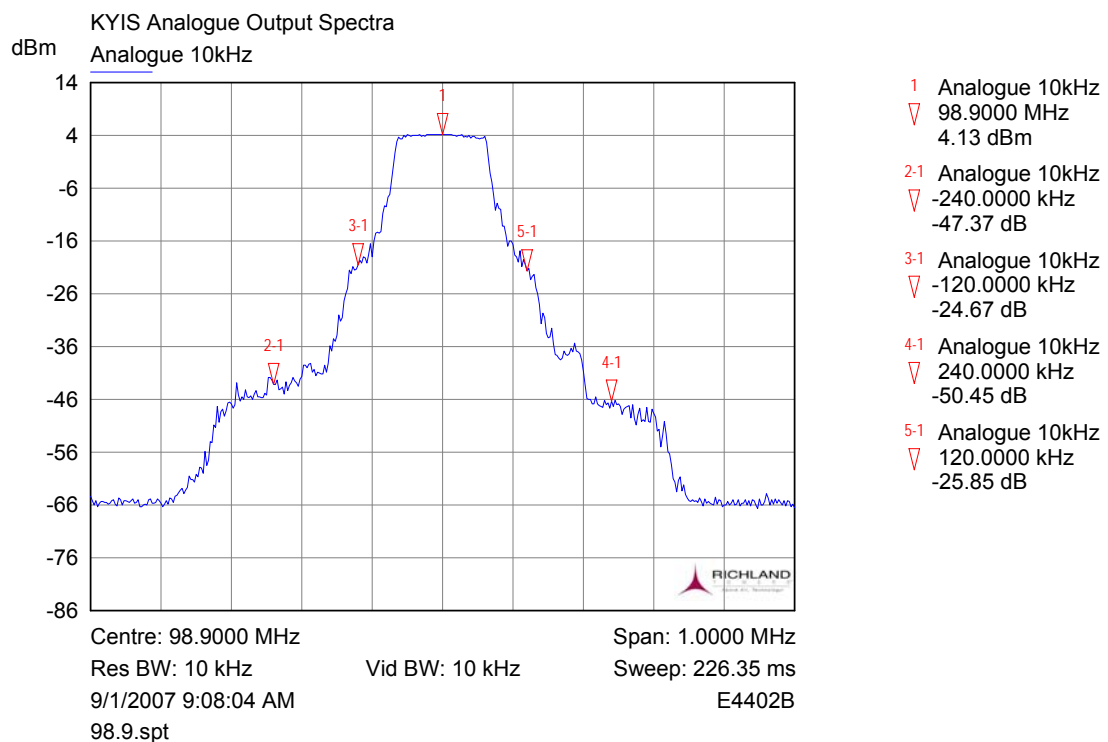 KYIS Analogue Output Spectra
dBm
Analogue 10kHz
14
4
-6
-16
-26
-36
-46
-56
-66
-76
-86
1
3-1
5-1
2-1
4-1
RICHLAND
Centre: 98.9000 MHz
Span: 1.0000 MHz
Res BW: 10 kHz
Vid BW: 10 kHz
Sweep: 226.35 ms
9/1/2007 9:08:04 AM
E4402B
98.9.spt
1 Analogue 10kHz
98.9000 MHz
4.13 dBm
2-1 Analogue 10kHz
-240.0000 kHz
-47.37 dB
3-1 Analogue 10kHz
-120.0000 kHz
-24.67 dB
4-1 Analogue 10kHz
240.0000 kHz
-50.45 dB
5-1 Analogue 10kHz
120.0000 kHz
-25.85 dB